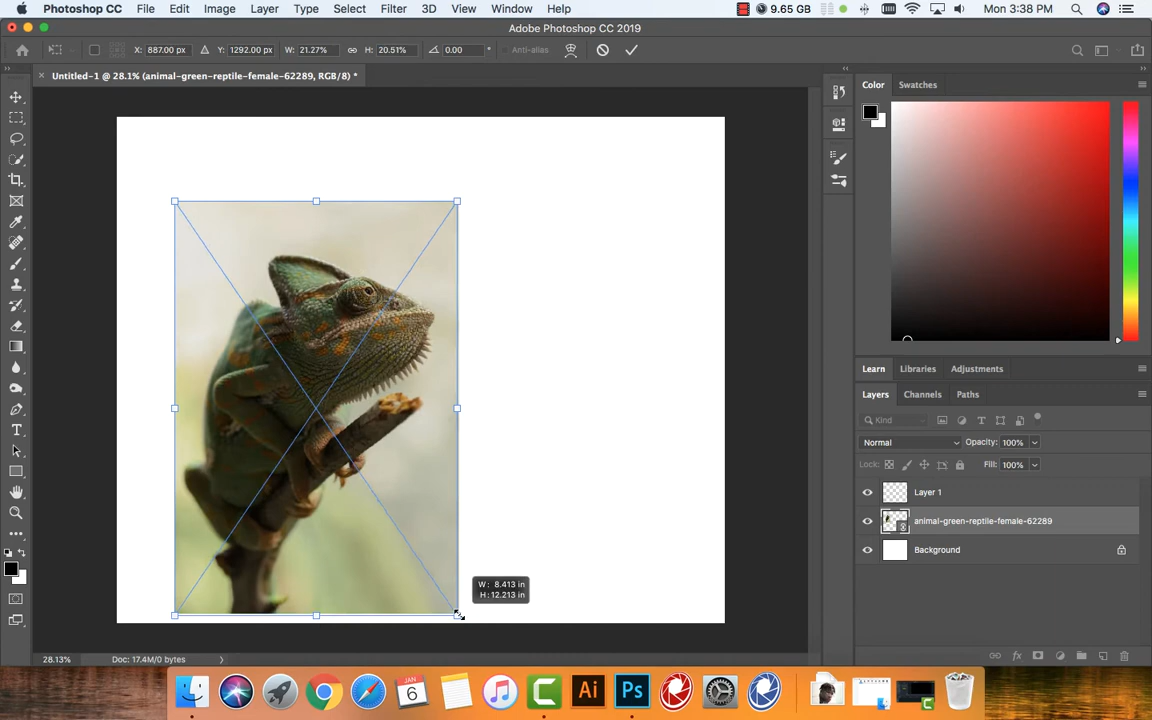 Photoshop CC File Edit Image Layer Type Select Filter 3D View Window Help 9.65 GB Mon 3:38 PM
Adobe Photoshop CC 2019
X: 887.00 px Y: 1292.00 px W: 21.27% H: 20.51% 0.00 ° Anti-alias
Untitled-1 @ 28.1% (animal-green-reptile-female-62289, RGB/8) *
Color Swatches
Learn Libraries Adjustments
Layers Channels Paths
Kind
Normal Opacity: 100%
Lock: Fill: 100%
Layer 1
animal-green-reptile-female-62289
Background
W: 8.413 in
H: 12.213 in
28.13% Doc: 17.4M/0 bytes
JAN
6
Ai Ps